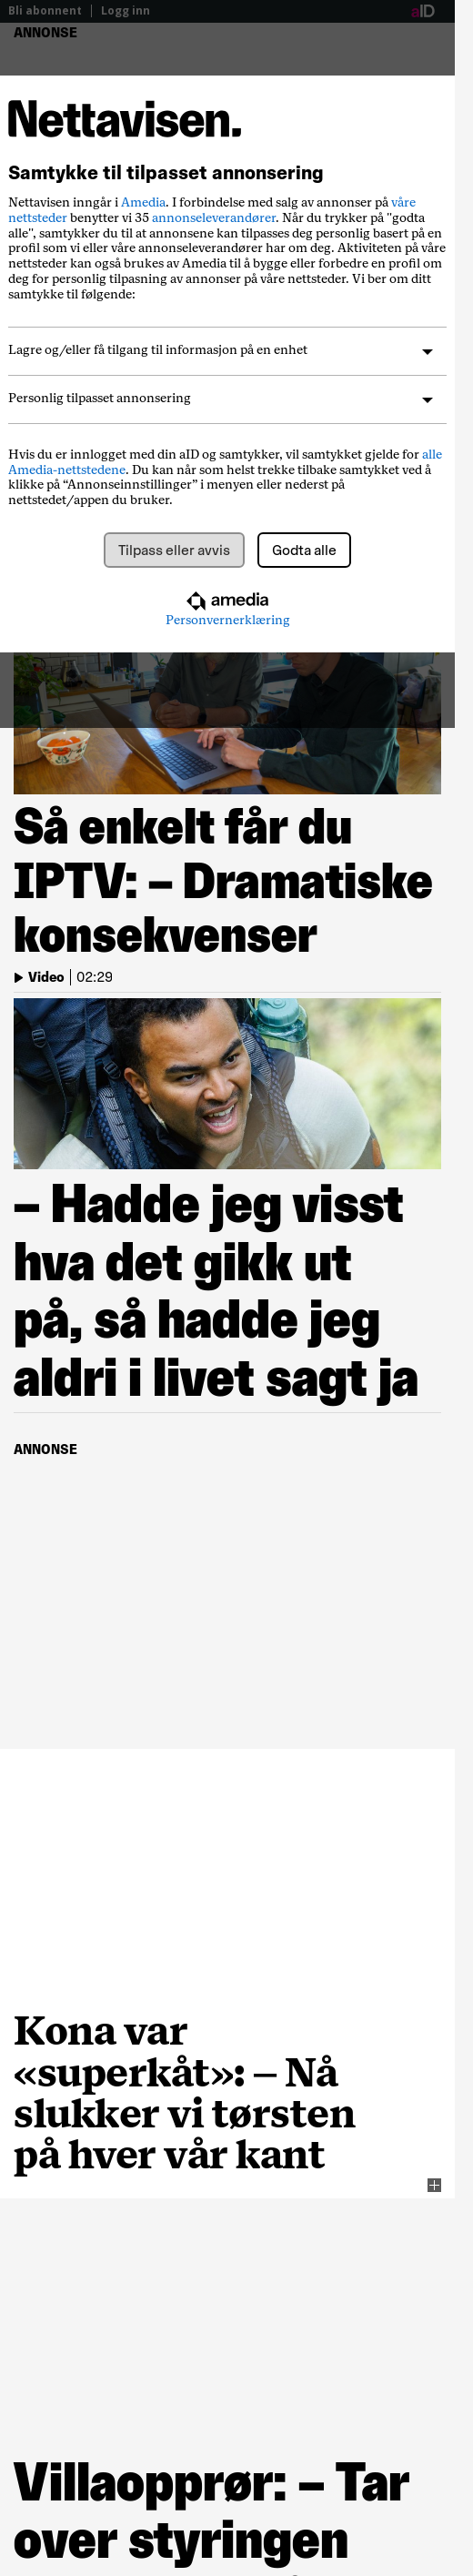 Bli abonnent | Logg inn
aID
ANNONSE
Nettavisen.
Samtykke til tilpasset annonsering
Nettavisen inngår i Amedia. I forbindelse med salg av annonser på våre
nettsteder benytter vi 35 annonseleverandører. Når du trykker på "godta
alle", samtykker du til at annonsene kan tilpasses deg personlig basert på en
profil som vi eller våre annonseleverandører har om deg. Aktiviteten på våre
nettsteder kan også brukes av Amedia til å bygge eller forbedre en profil om
deg for personlig tilpasning av annonser på våre nettsteder. Vi ber om ditt
samtykke til følgende:
Lagre og/eller få tilgang til informasjon på en enhet
Personlig tilpasset annonsering
Hvis du er innlogget med din aID og samtykker, vil samtykket gjelde for alle
Amedia-nettstedene. Du kan når som helst trekke tilbake samtykket ved å
klikke på “Annonseinnstillinger” i menyen eller nederst på
nettstedet/appen du bruker.
Tilpass eller avvis
Godta alle
amedia
Personvernerklæring
Så enkelt får du
IPTV: – Dramatiske
konsekvenser
Video | 02:29
– Hadde jeg visst
hva det gikk ut
på, så hadde jeg
aldri i livet sagt ja
ANNONSE
Kona var
«superkåt»: – Nå
slukker vi tørsten
på hver vår kant
Villaopprør: – Tar
over styringen